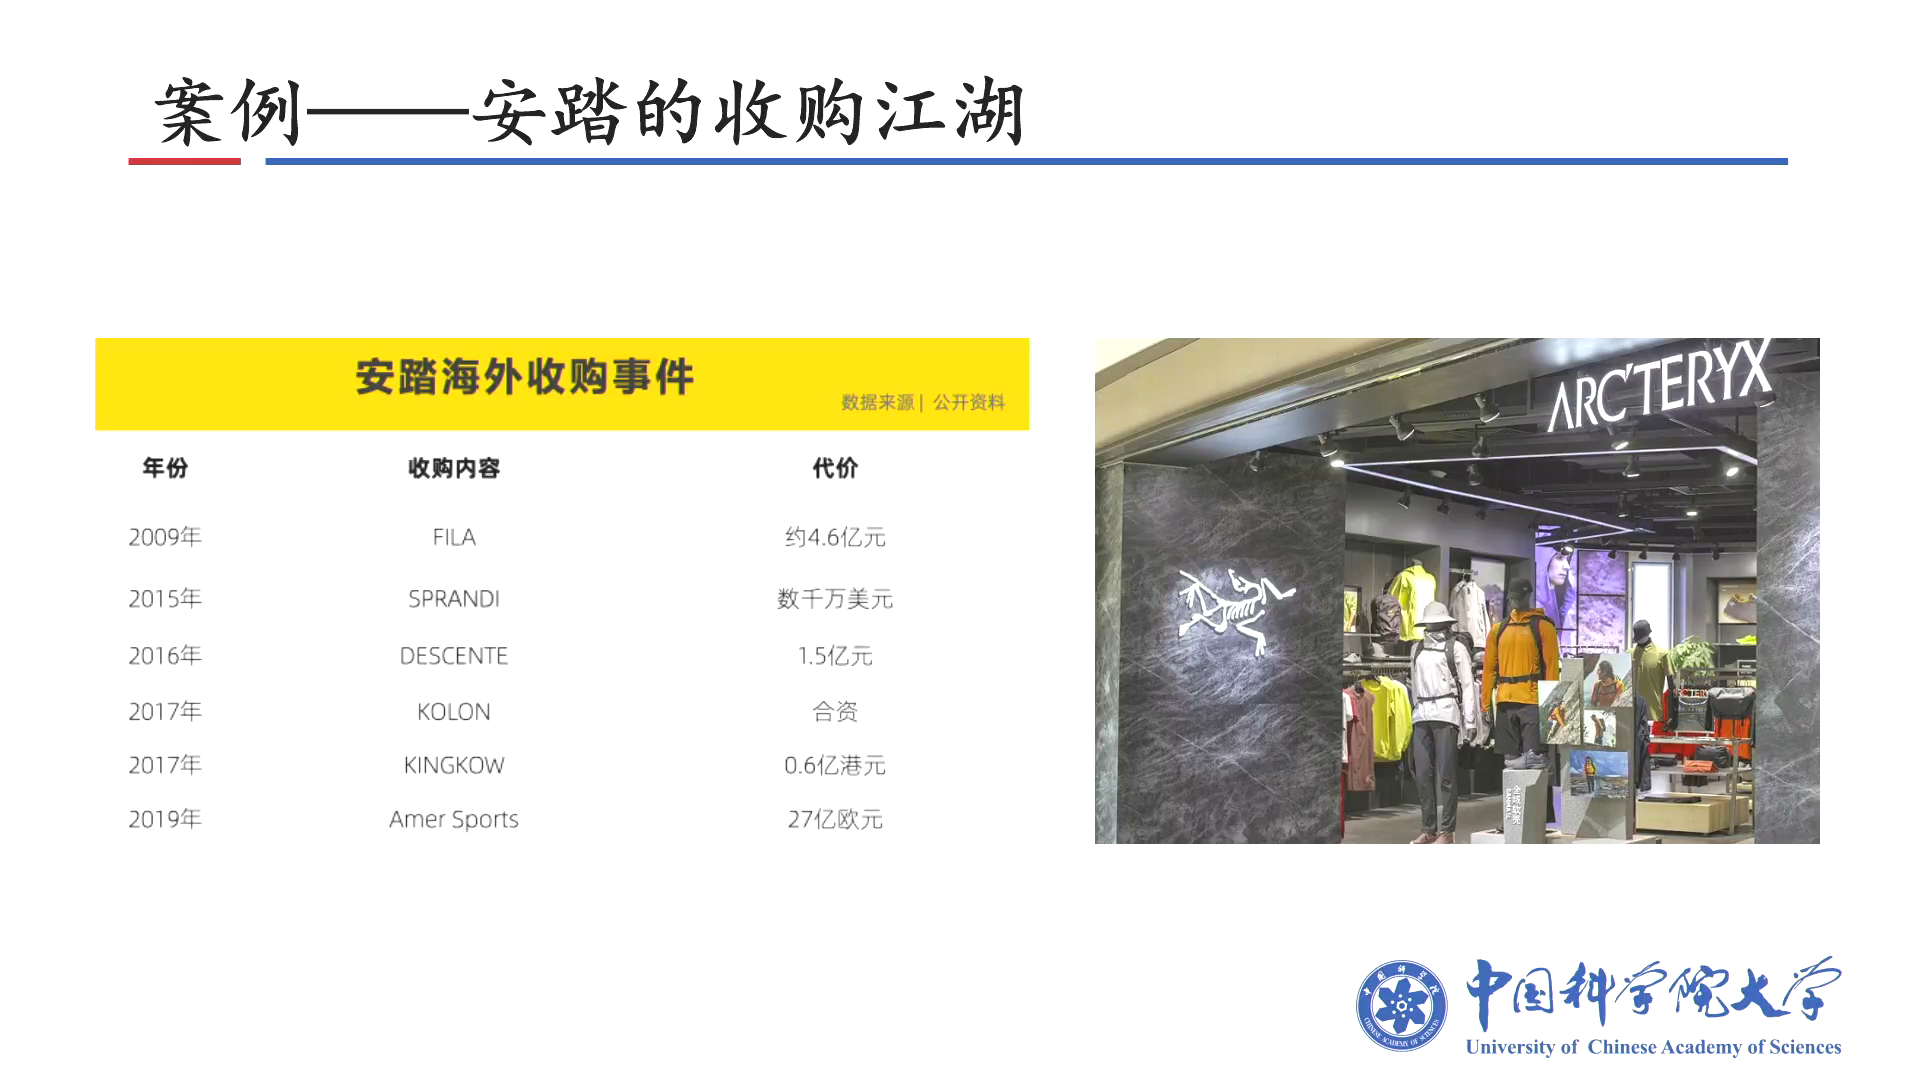 案例——安踏的收购江湖
安踏海外收购事件
数据来源| 公开资料
年份 收购内容 代价
2009年 FILA 约4.6亿元
2015年 SPRANDI 数千万美元
2016年 DESCENTE 1.5亿元
2017年 KOLON 合资
2017年 KINGKOW 0.6亿港元
2019年 Amer Sports 27亿欧元
ARC'TERYX
中国科学院大学
University of Chinese Academy of Sciences